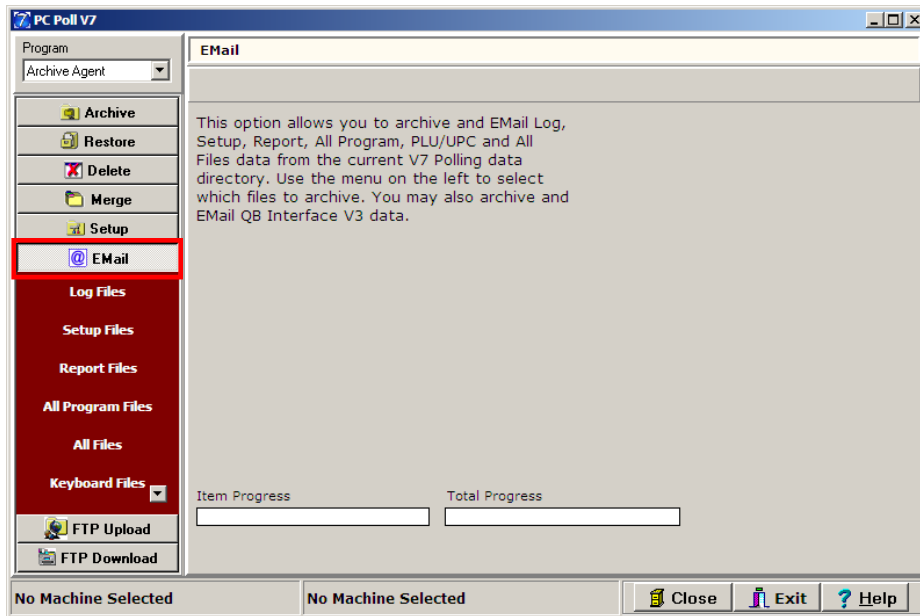 PC Poll V7
Program
Archive Agent
Archive
Restore
Delete
Merge
Setup
EMail
Log Files
Setup Files
Report Files
All Program Files
All Files
Keyboard Files
FTP Upload
FTP Download
EMail
This option allows you to archive and EMail Log,
Setup, Report, All Program, PLU/UPC and All
Files data from the current V7 Polling data
directory. Use the menu on the left to select
which files to archive. You may also archive and
EMail QB Interface V3 data.
Item Progress
Total Progress
No Machine Selected
No Machine Selected
Close
Exit
Help